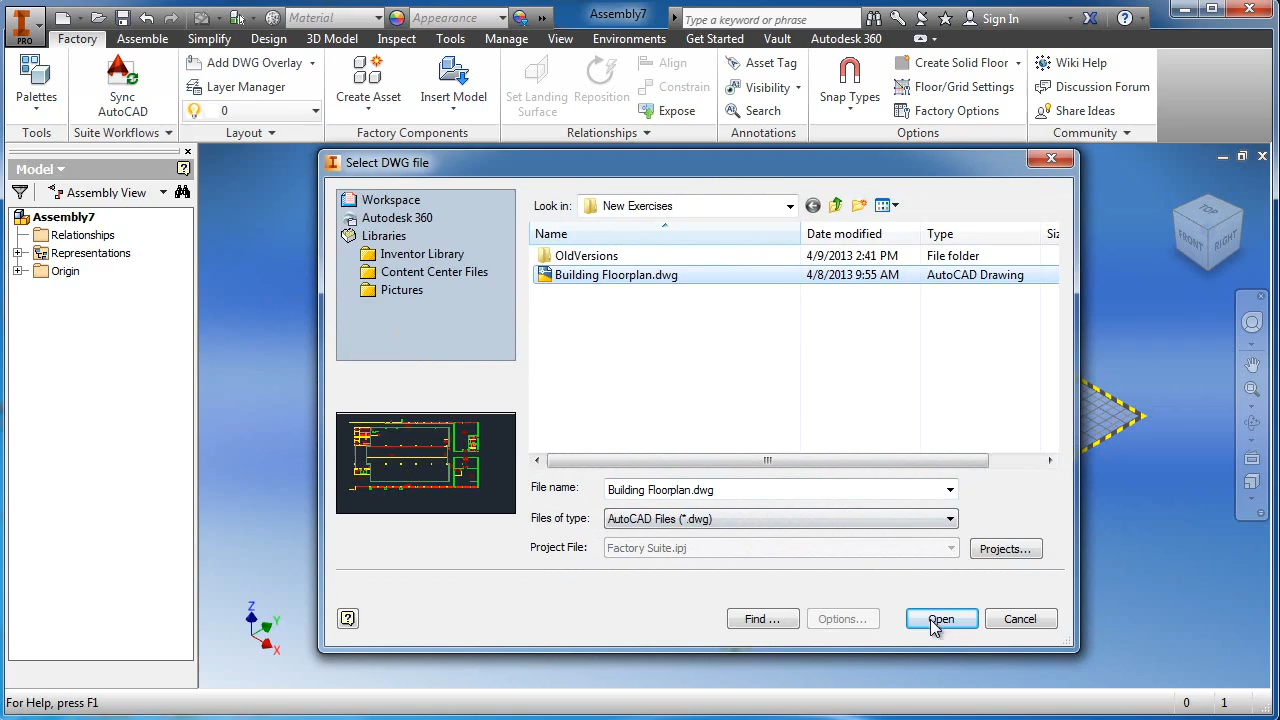 PRO
Material
Appearance
Assembly7
Type a keyword or phrase
Sign In
Factory Assemble Simplify Design 3D Model Inspect Tools Manage View Environments Get Started Vault Autodesk 360
Palettes
Tools
Sync AutoCAD
Suite Workflows
Add DWG Overlay
Layer Manager
0
Layout
Create Asset
Insert Model
Factory Components
Set Landing Surface
Reposition
Align
Constrain
Expose
Relationships
Asset Tag
Visibility
Search
Annotations
Snap Types
Create Solid Floor
Floor/Grid Settings
Factory Options
Options
Wiki Help
Discussion Forum
Share Ideas
Community
Model
Assembly View
Assembly7
Relationships
Representations
Origin
Select DWG file
Workspace
Autodesk 360
Libraries
Inventor Library
Content Center Files
Pictures
Look in: New Exercises
Name Date modified Type Siz
OldVersions 4/9/2013 2:41 PM File folder
Building Floorplan.dwg 4/8/2013 9:55 AM AutoCAD Drawing
File name: Building Floorplan.dwg
Files of type: AutoCAD Files (*.dwg)
Project File: Factory Suite.ipj
Projects...
Find ...
Options...
Open
Cancel
TOP
FRONT
RIGHT
Z
Y
X
For Help, press F1
0 1